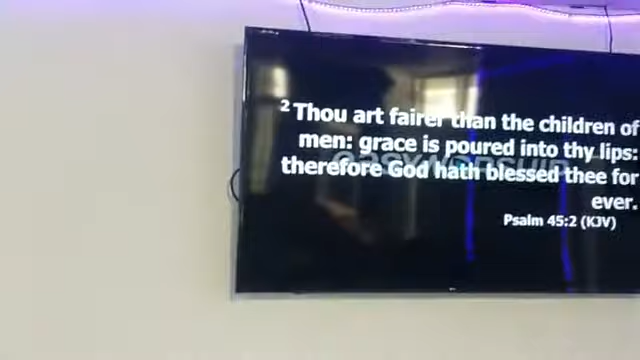 2 Thou art fairer than the children of
men: grace is poured into thy lips:
easyworship
therefore God hath blessed thee for
ever.
Psalm 45:2 (KJV)